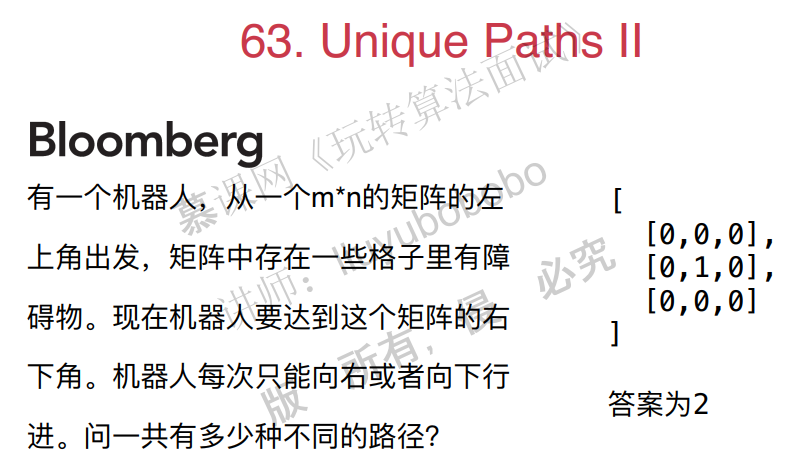 63. Unique Paths II
Bloomberg
有一个机器人，从一个m*n的矩阵的左
上角出发，矩阵中存在一些格子里有障
碍物。现在机器人要达到这个矩阵的右
下角。机器人每次只能向右或者向下行
进。问一共有多少种不同的路径？
[
[0,0,0],
[0,1,0],
[0,0,0]
]
答案为2
慕课网《玩转算法面试》
讲师：liuyubobobo
版 所有， 必究